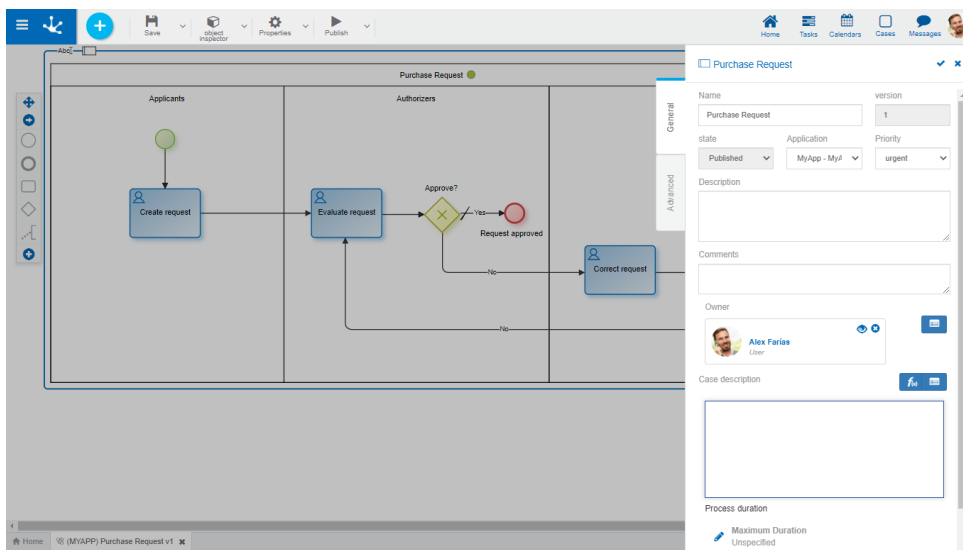 Save
object
inspector
Properties
Publish
Home
Tasks
Calendars
Cases
Messages
Abc
Purchase Request
Applicants
Authorizers
Create request
Evaluate request
Approve?
Yes
Request approved
No
Correct request
No
General
Advanced
Purchase Request
Name
version
Purchase Request
1
state
Application
Priority
Published
MyApp - MyA
urgent
Description
Comments
Owner
Alex Farías
User
Case description
f(x)
Process duration
Maximum Duration
Unspecified
Home
(MYAPP) Purchase Request v1